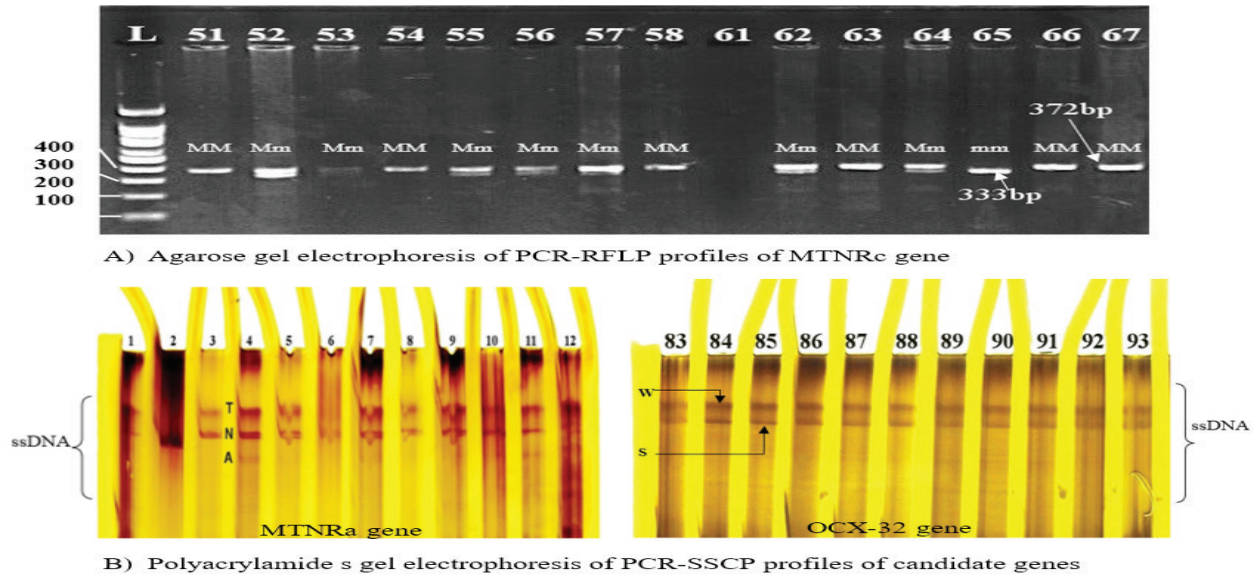 L 51 52 53 54 55 56 57 58 61 62 63 64 65 66 67
372bp
400
300
200
100
MM Mm Mm MM Mm Mm Mm MM Mm MM Mm mm MM MM
333bp
A) Agarose gel electrophoresis of PCR-RFLP profiles of MTNRc gene
1 2 3 4 5 6 7 8 9 10 11 12
T
N
A
ssDNA
MTNRa gene
83 84 85 86 87 88 89 90 91 92 93
W
S
ssDNA
OCX-32 gene
B) Polyacrylamide s gel electrophoresis of PCR-SSCP profiles of candidate genes